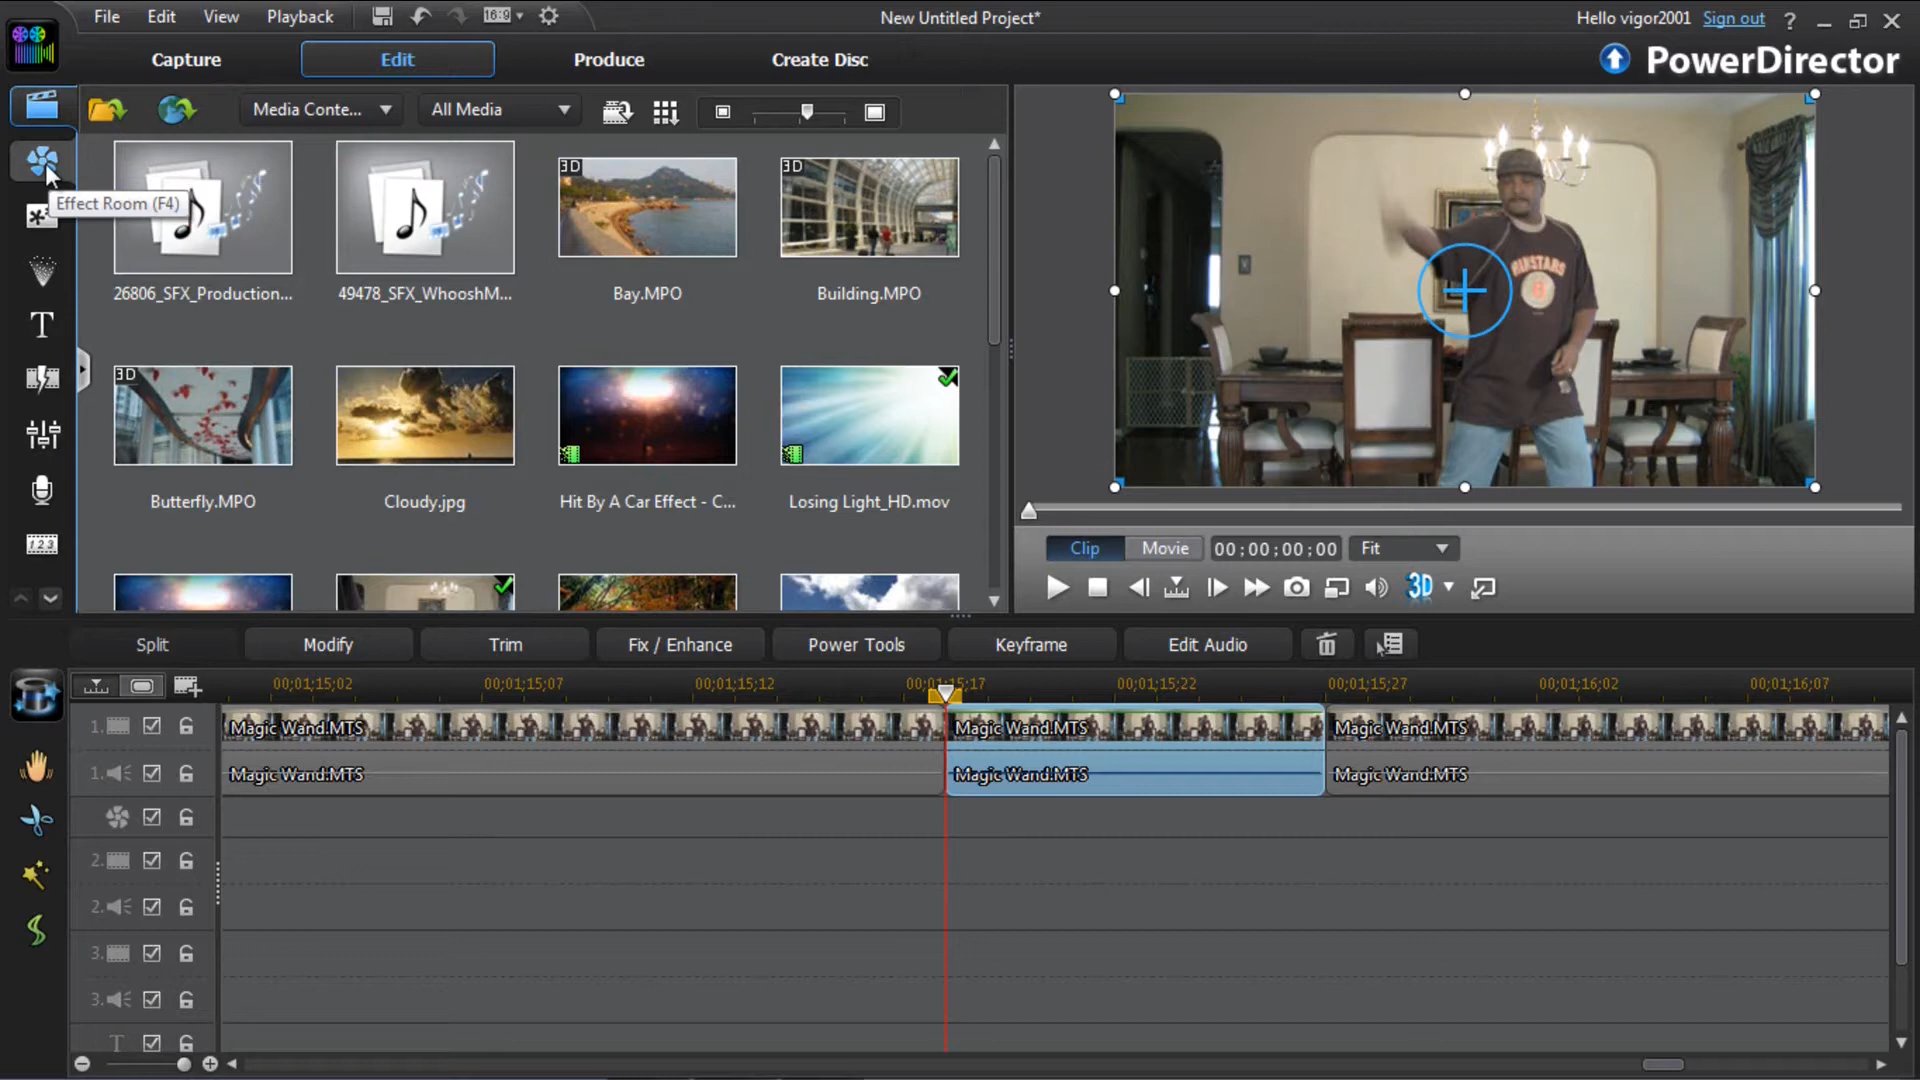 File Edit View Playback 16:9 New Untitled Project* Hello vigor2001 Sign out ?
Capture Edit Produce Create Disc PowerDirector
Media Conte... All Media
Effect Room (F4)
3D 3D
26806_SFX_Production... 49478_SFX_WhooshM... Bay.MPO Building.MPO
3D
Butterfly.MPO Cloudy.jpg Hit By A Car Effect - C... Losing Light_HD.mov
T
1 2 3
Clip Movie 00;00;00;00 Fit
3D
Split Modify Trim Fix / Enhance Power Tools Keyframe Edit Audio
00;01;15;02 00;01;15;07 00;01;15;12 00;01;15;17 00;01;15;22 00;01;15;27 00;01;16;02 00;01;16;07
1. Magic Wand.MTS Magic Wand.MTS Magic Wand.MTS
1. Magic Wand.MTS Magic Wand.MTS Magic Wand.MTS
2.
2.
3.
3.
T